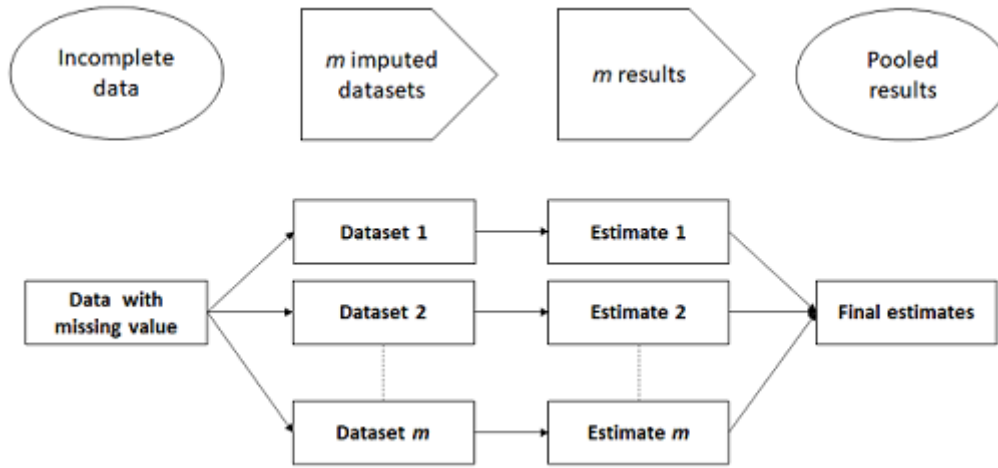 Incomplete
data
m imputed
datasets
m results
Pooled
results
Dataset 1
Estimate 1
Data with
missing value
Dataset 2
Estimate 2
Final estimates
Dataset m
Estimate m